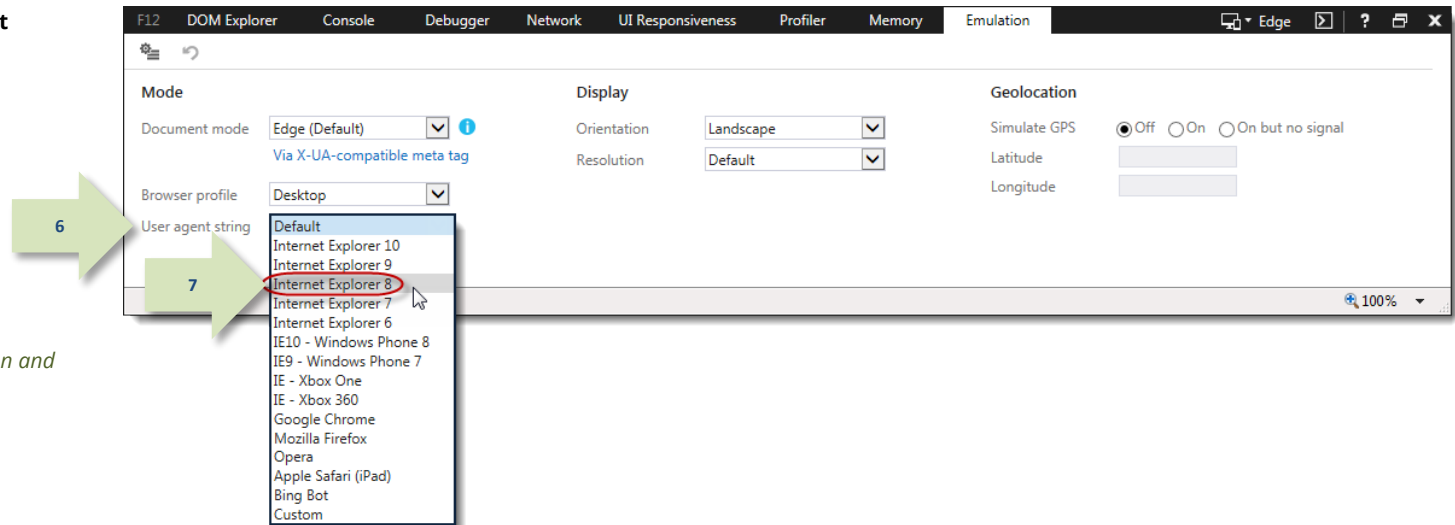 t
F12 DOM Explorer Console Debugger Network UI Responsiveness Profiler Memory Emulation Edge ? x
Mode Display Geolocation
Document mode Edge (Default) Orientation Landscape Simulate GPS Off On On but no signal
Via X-UA-compatible meta tag Resolution Default Latitude
Longitude
Browser profile Desktop
6 User agent string Default
Internet Explorer 10
Internet Explorer 9
7 Internet Explorer 8
Internet Explorer 7 100%
Internet Explorer 6
IE10 - Windows Phone 8
n and IE9 - Windows Phone 7
IE - Xbox One
IE - Xbox 360
Google Chrome
Mozilla Firefox
Opera
Apple Safari (iPad)
Bing Bot
Custom